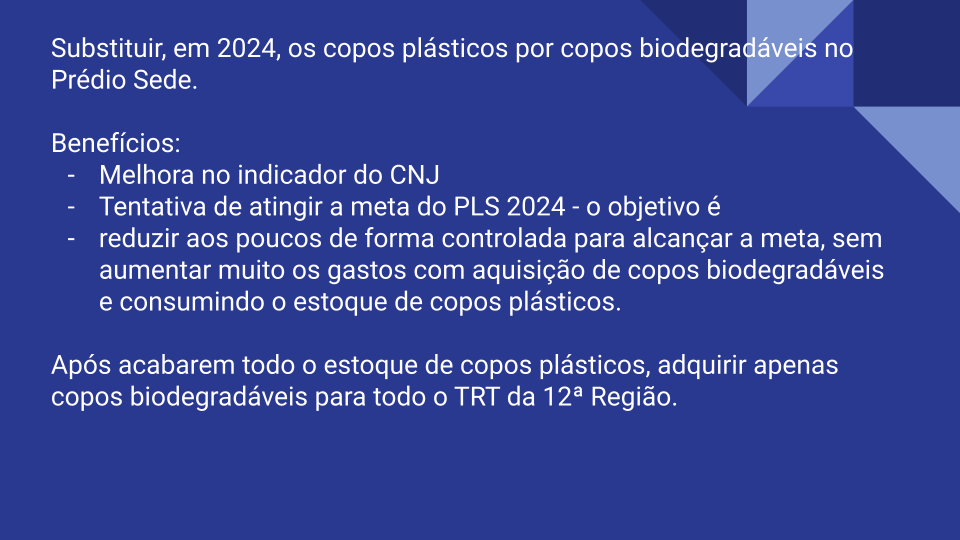 Substituir, em 2024, os copos plásticos por copos biodegradáveis no
Prédio Sede.
Benefícios:
- Melhora no indicador do CNJ
- Tentativa de atingir a meta do PLS 2024 - o objetivo é
- reduzir aos poucos de forma controlada para alcançar a meta, sem
aumentar muito os gastos com aquisição de copos biodegradáveis
e consumindo o estoque de copos plásticos.
Após acabarem todo o estoque de copos plásticos, adquirir apenas
copos biodegradáveis para todo o TRT da 12ª Região.